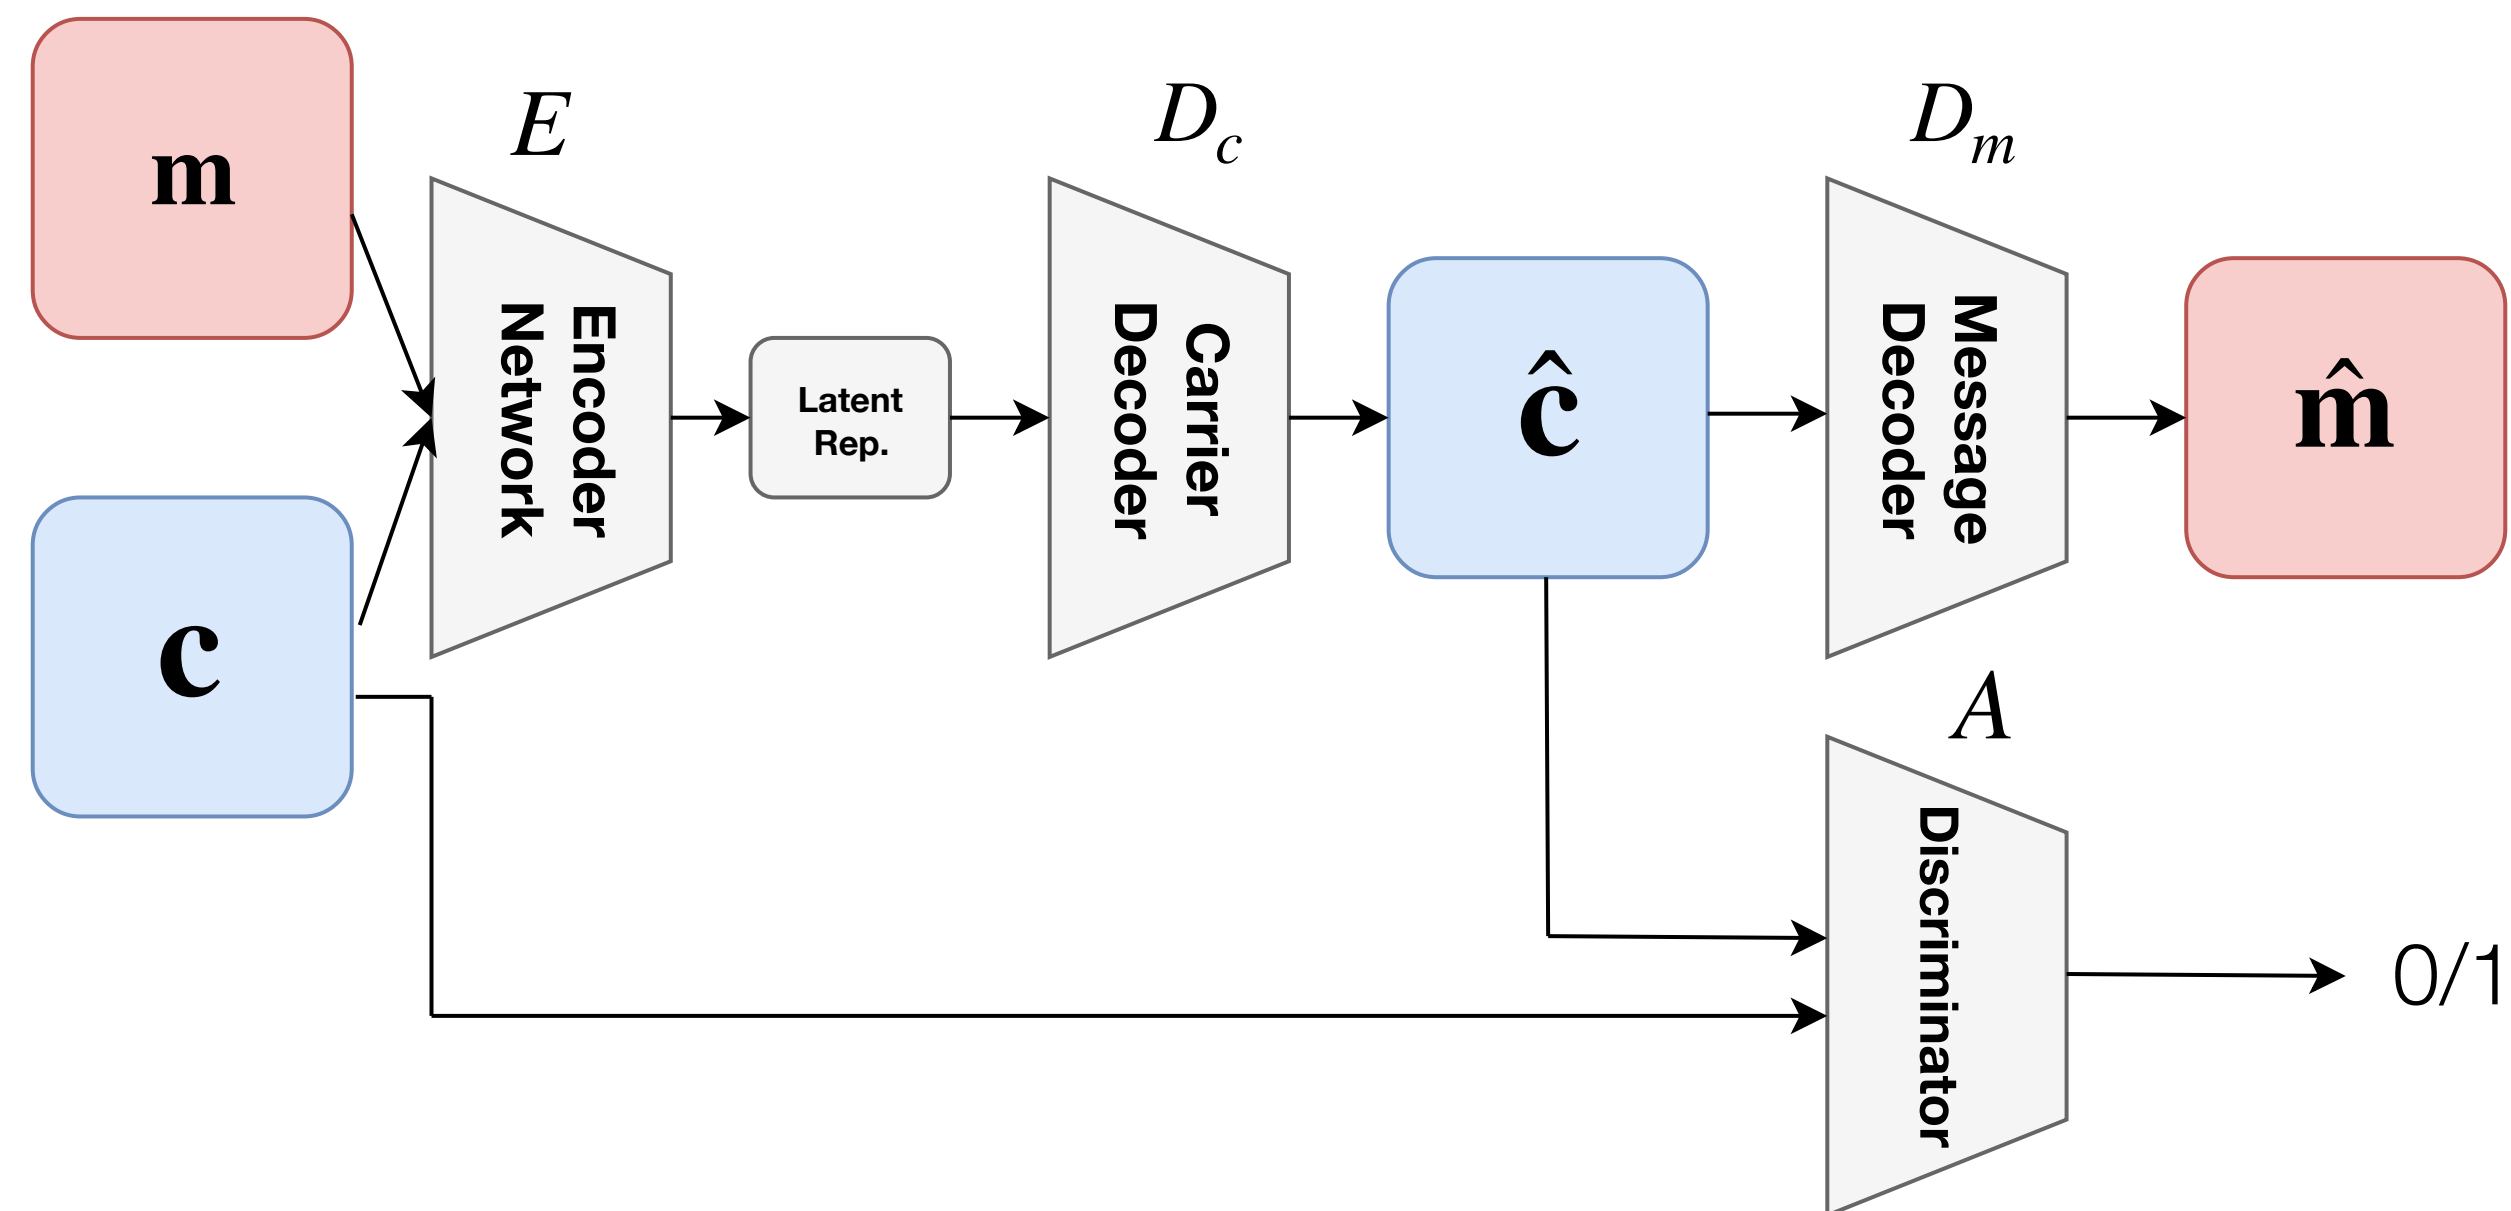 m
c
E
Encoder
Network
Latent
Rep.
D_c
Carrier
Decoder
ĉ
D_m
Message
Decoder
m̂
A
Discriminator
0/1